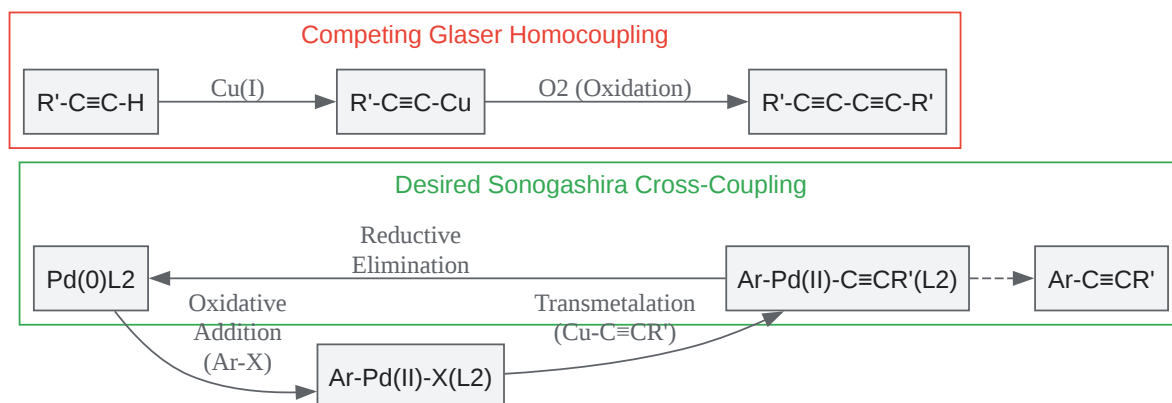 Competing Glaser Homocoupling
R'-C≡C-H
Cu(I)
R'-C≡C-Cu
O2 (Oxidation)
R'-C≡C-C≡C-R'
Desired Sonogashira Cross-Coupling
Reductive
Elimination
Pd(0)L2
Ar-Pd(II)-C≡CR'(L2)
Ar-C≡CR'
Oxidative
Addition
(Ar-X)
Transmetalation
(Cu-C≡CR')
Ar-Pd(II)-X(L2)